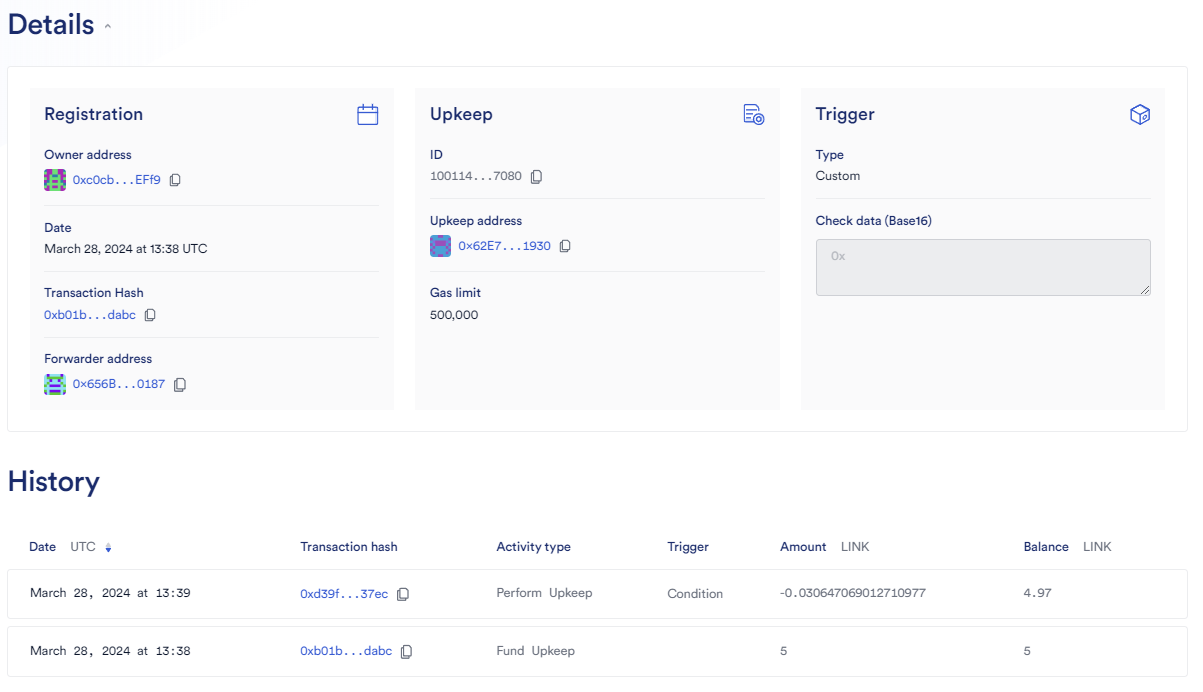 Details
Registration
Owner address
0xc0cb...EFf9
Date
March 28, 2024 at 13:38 UTC
Transaction Hash
0xb01b...dabc
Forwarder address
0×656B...0187
Upkeep
ID
100114...7080
Upkeep address
0×62E7...1930
Gas limit
500,000
Trigger
Type
Custom
Check data (Base16)
0x
History
Date UTC Transaction hash Activity type Trigger Amount LINK Balance LINK
March 28, 2024 at 13:39 0xd39f...37ec Perform Upkeep Condition -0.030647069012710977 4.97
March 28, 2024 at 13:38 0xb01b...dabc Fund Upkeep 5 5